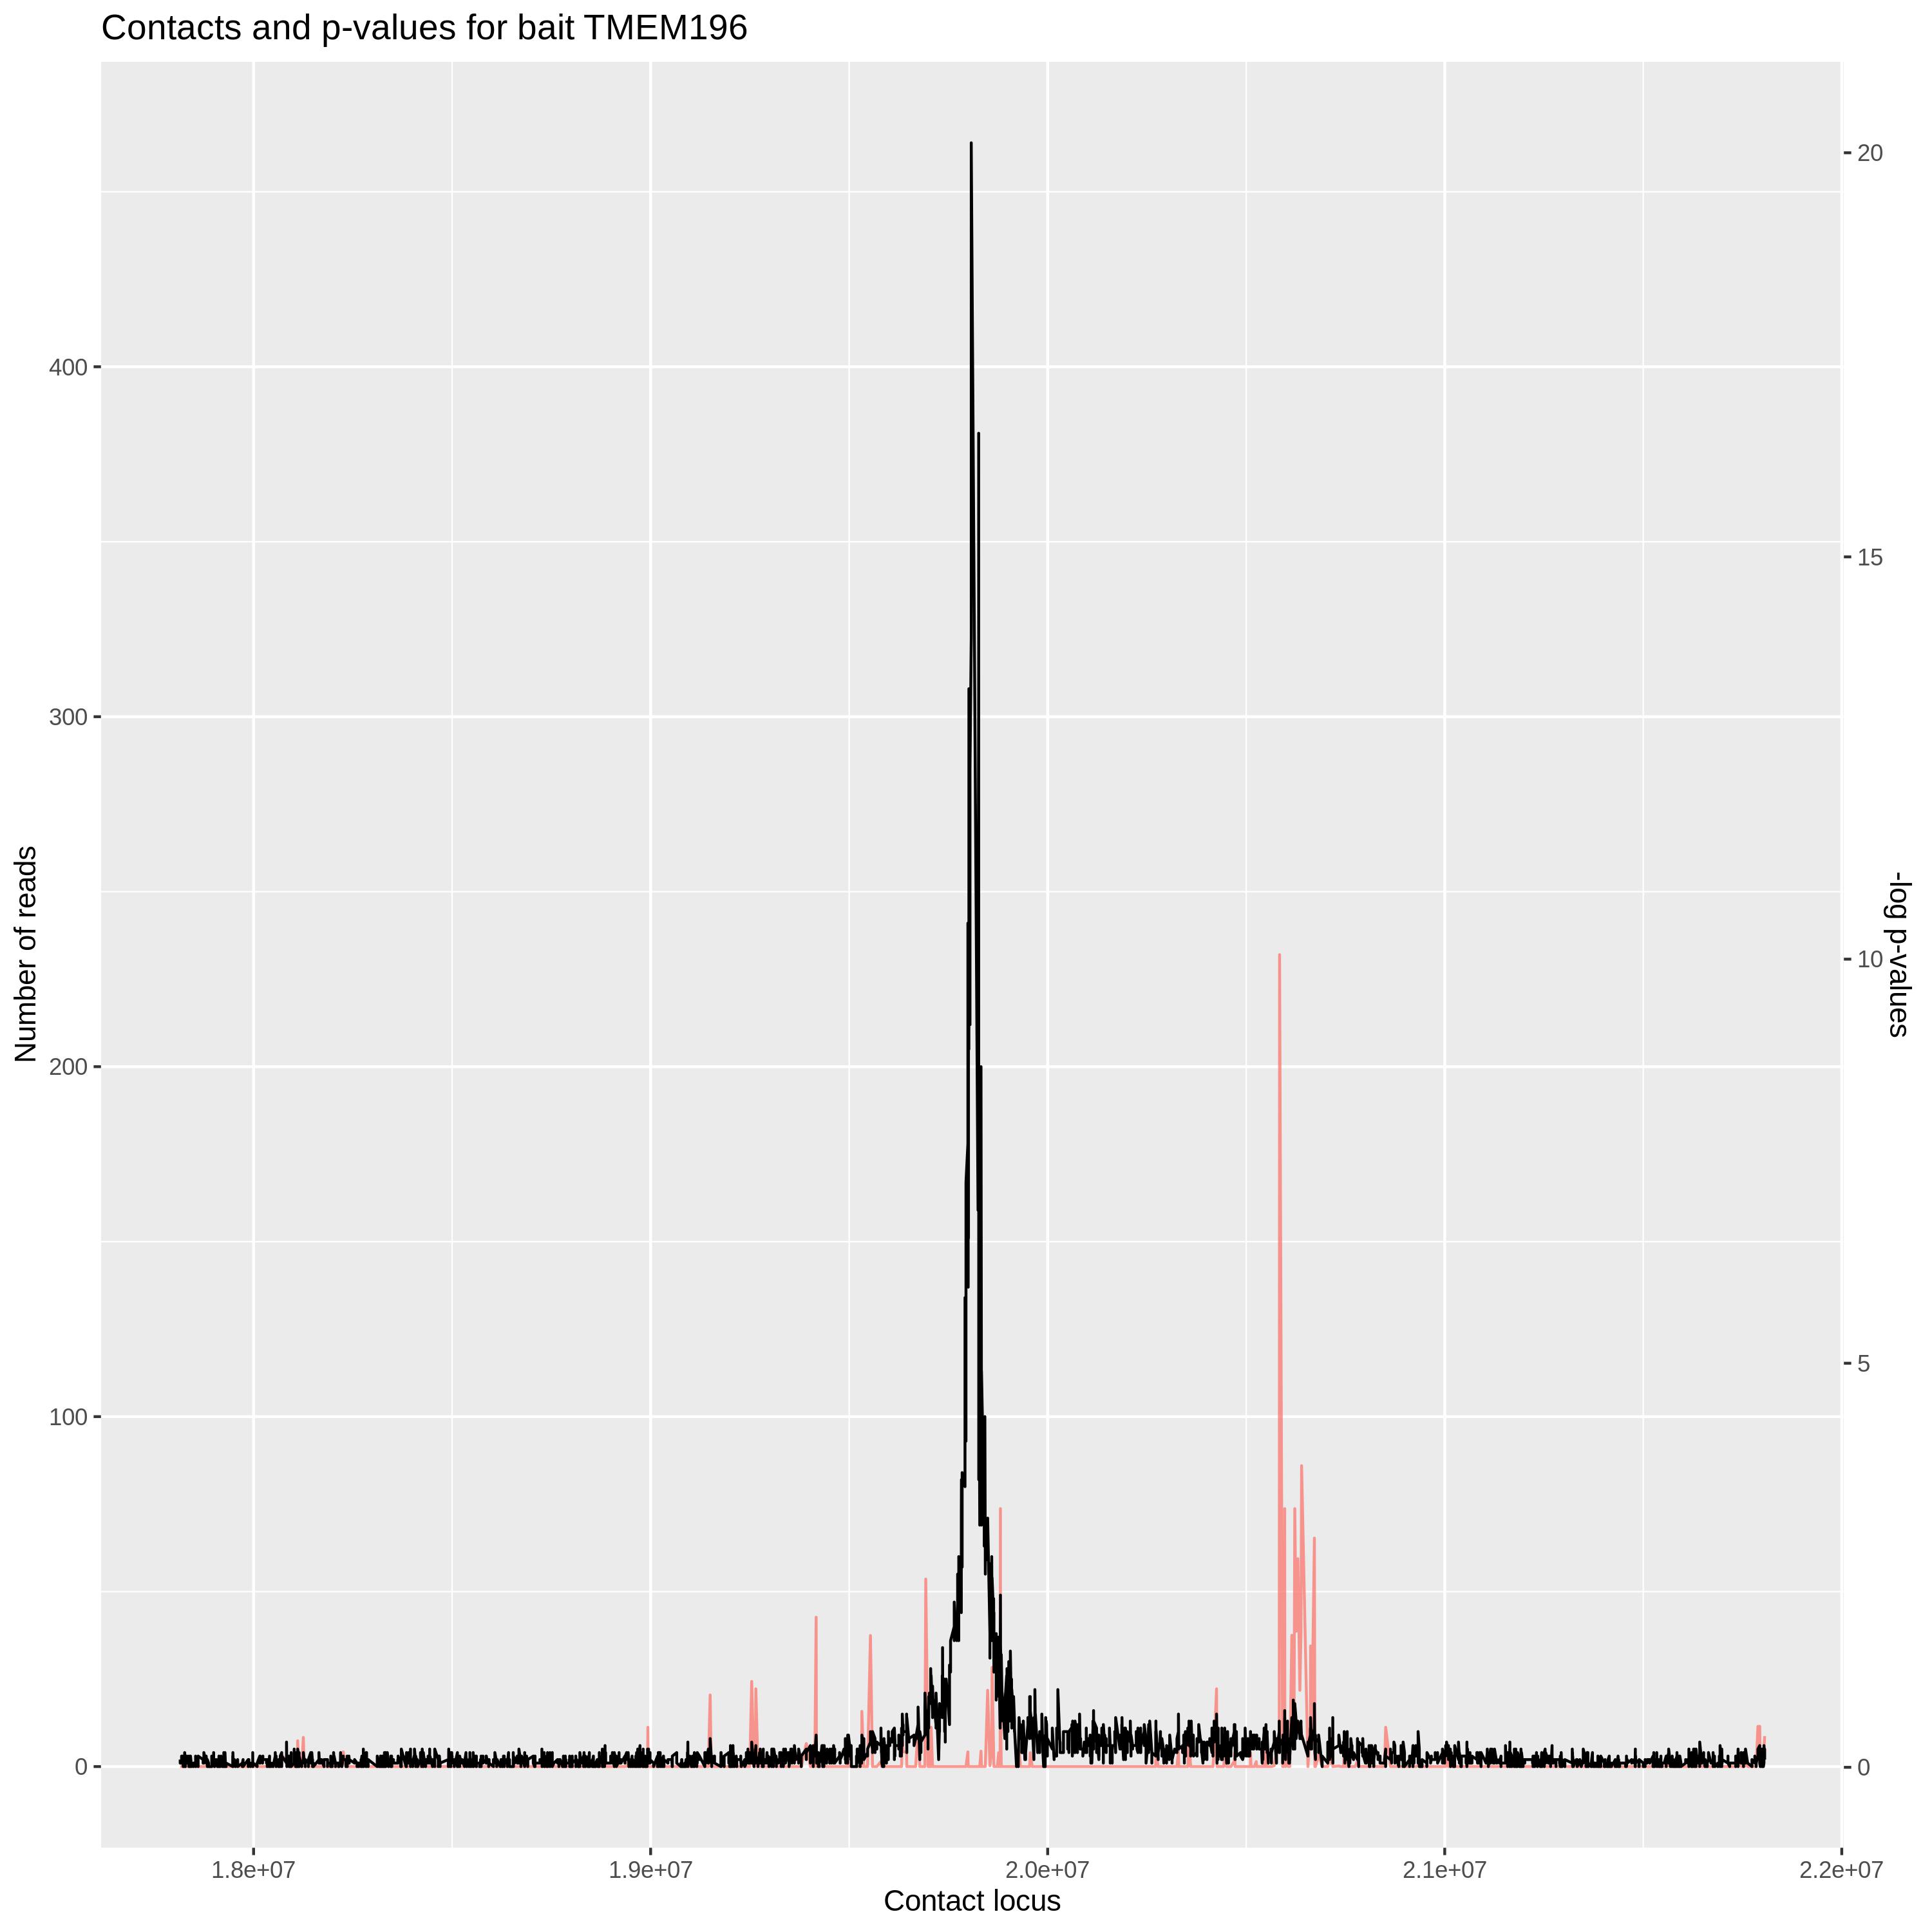 Contacts and p-values for bait TMEM196
Number of reads
400
300
200
100
0
20
15
10
5
0
-log p-values
1.8e+07 1.9e+07 2.0e+07 2.1e+07 2.2e+07
Contact locus